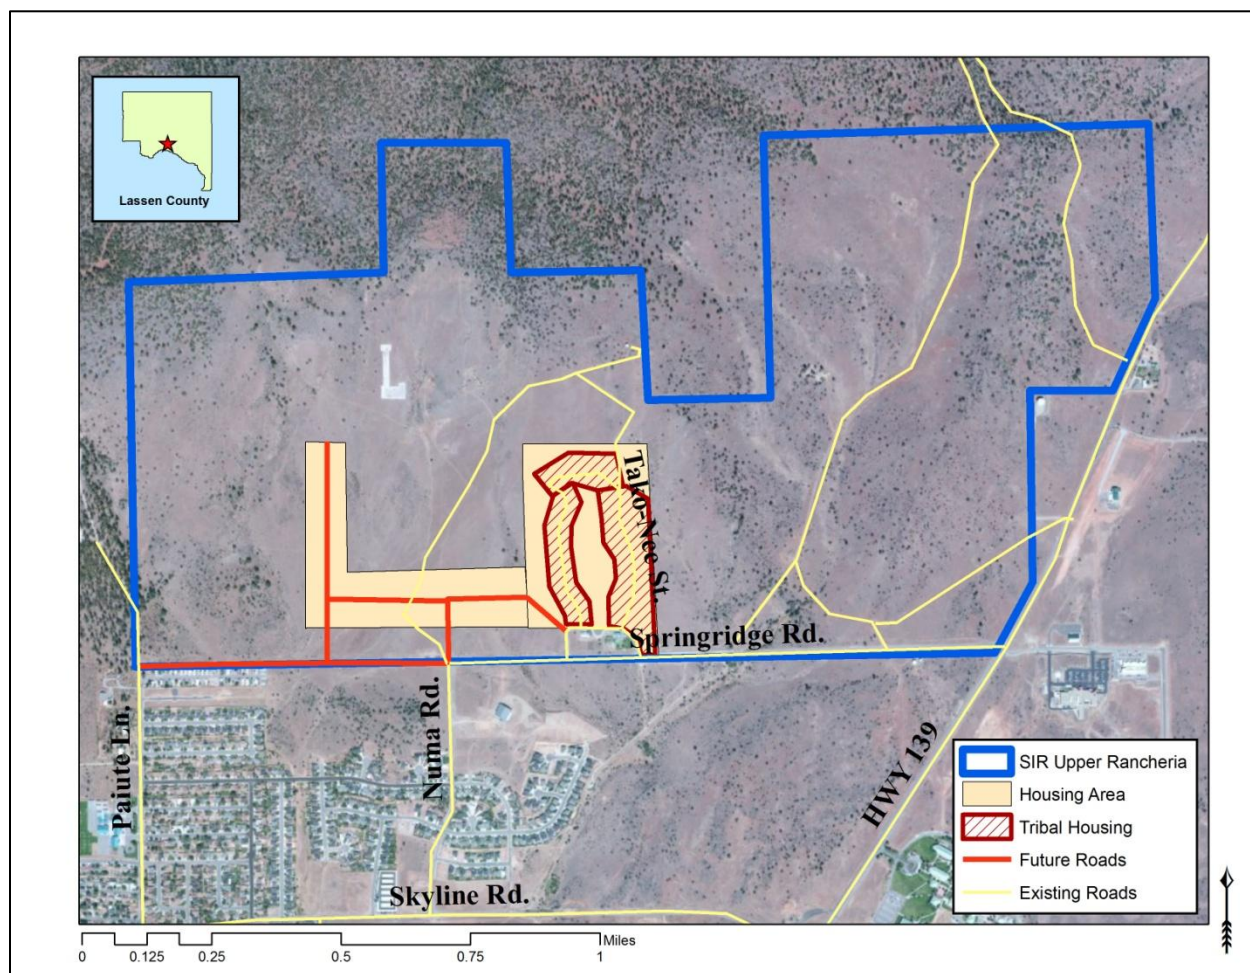 Lassen County
Tako-Nee St.
Springridge Rd.
Paiute Ln.
Numa Rd.
HWY 139
Skyline Rd.
SIR Upper Rancheria
Housing Area
Tribal Housing
Future Roads
Existing Roads
Miles
0 0.125 0.25 0.5 0.75 1